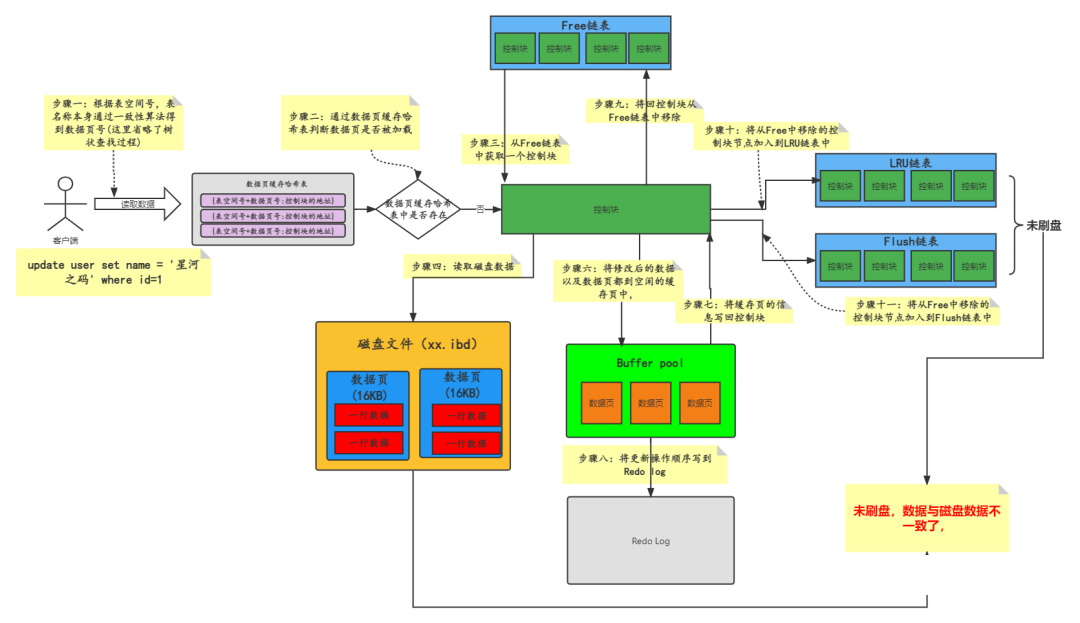 Free链表
控制块 控制块 控制块 控制块
步骤一：根据表空间号，表
名称本身通过一致性算法得
到数据页号(这里省略了树
状查找过程)
步骤二：通过数据页缓存哈
希表判断数据页是否被加载
步骤三：从Free链表
中获取一个控制块
步骤九：将回控制块从
Free链表中移除
步骤十：将从Free中移除的
控制块节点加入到LRU链表中
LRU链表
控制块 控制块 控制块 控制块
读取数据
客户端
数据页缓存哈希表
{表空间号+数据页号:控制块的地址}
{表空间号+数据页号:控制块的地址}
{表空间号+数据页号:控制块的地址}
数据页缓存哈希
表中是否存在
否
控制块
未刷盘
Flush链表
控制块 控制块 控制块 控制块
update user set name = '星河
之码' where id=1
步骤四：读取磁盘数据
步骤六：将修改后的数据
以及数据页都到空闲的缓
存页中，
步骤七：将缓存页的信
息写回控制块
步骤十一：将从Free中移除的
控制块节点加入到Flush链表中
磁盘文件（xx.ibd）
数据页
(16KB)
一行数据
一行数据
数据页
(16KB)
一行数据
一行数据
Buffer pool
数据页 数据页 数据页
步骤八：将更新操作顺序写到
Redo log
Redo Log
未刷盘，数据与磁盘数据不
一致了，